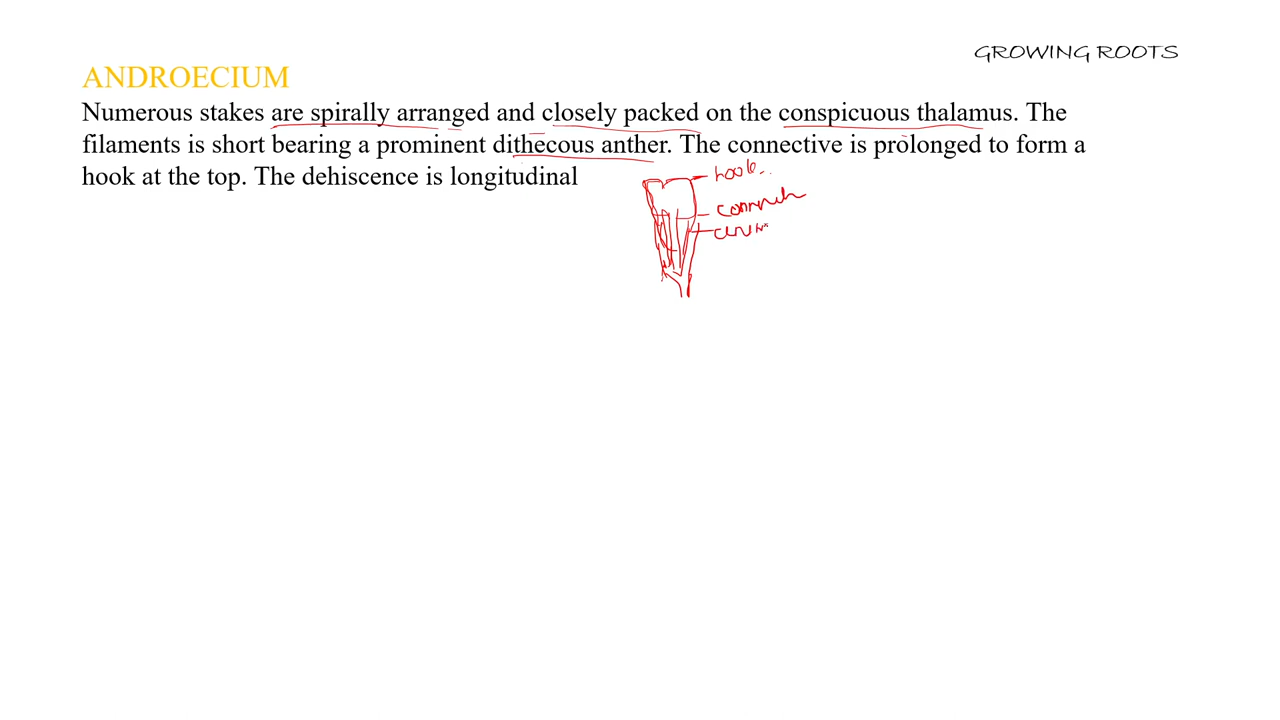 GROWING ROOTS
ANDROECIUM
Numerous stakes are spirally arranged and closely packed on the conspicuous thalamus. The
filaments is short bearing a prominent dithecous anther. The connective is prolonged to form a
hook at the top. The dehiscence is longitudinal
hook